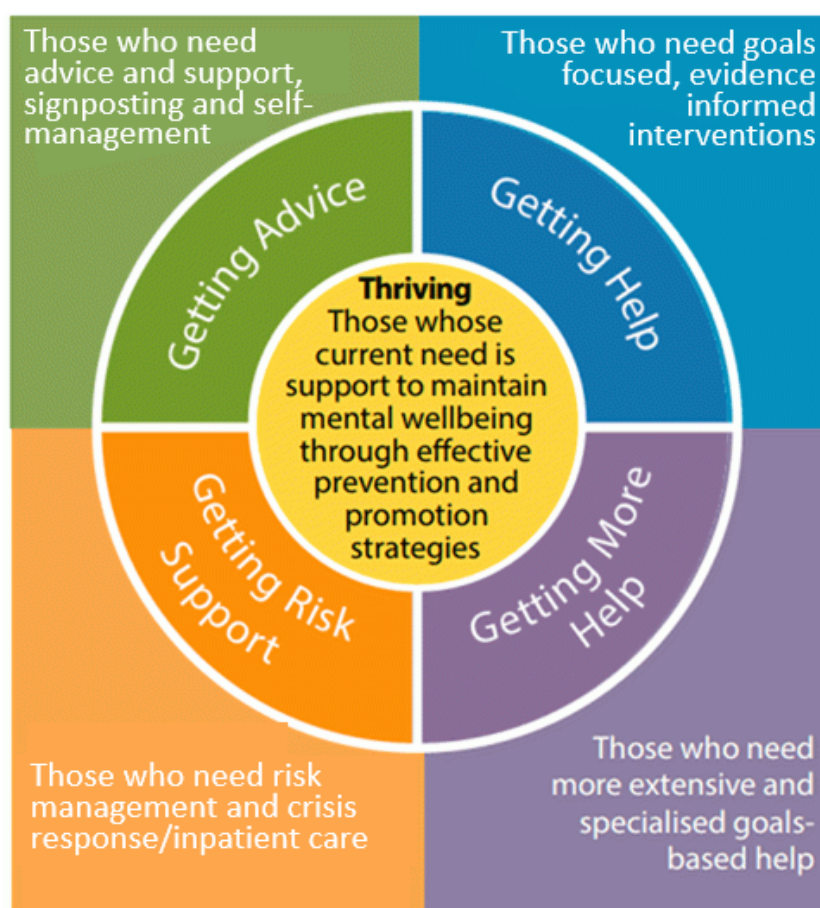 Those who need
advice and support,
signposting and self-
management
Those who need goals
focused, evidence
informed
interventions
Getting Advice
Getting Help
Thriving
Those whose
current need is
support to maintain
mental wellbeing
through effective
prevention and
promotion
strategies
Getting Risk
Support
Getting More
Help
Those who need risk
management and crisis
response/inpatient care
Those who need
more extensive and
specialised goals-
based help